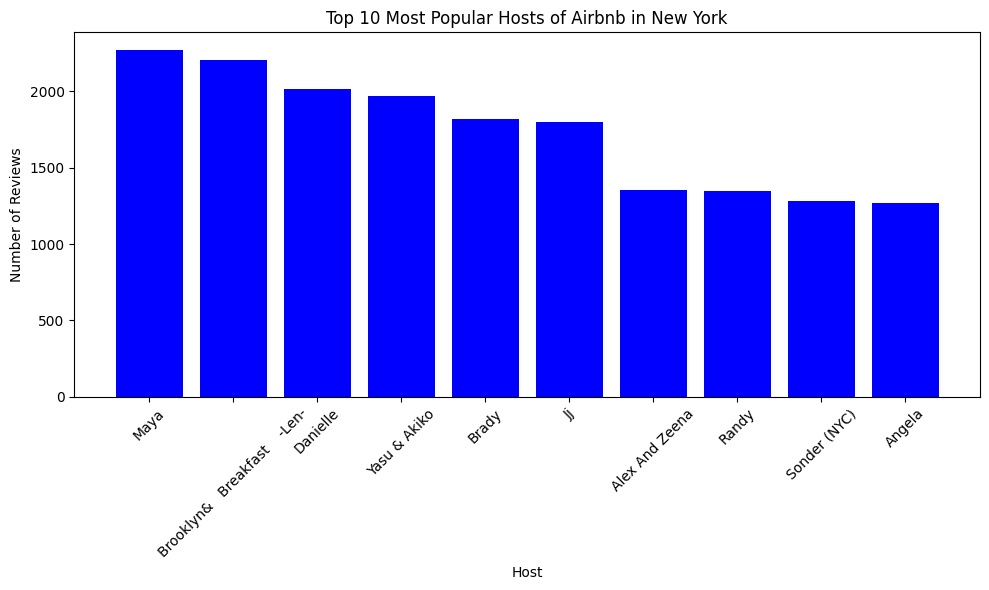 Top 10 Most Popular Hosts of Airbnb in New York
Number of Reviews
2000
1500
1000
500
0
Maya
Brooklyn&   Breakfast    -Len-
Danielle
Yasu & Akiko
Brady
Jj
Alex And Zeena
Randy
Sonder (NYC)
Angela
Host